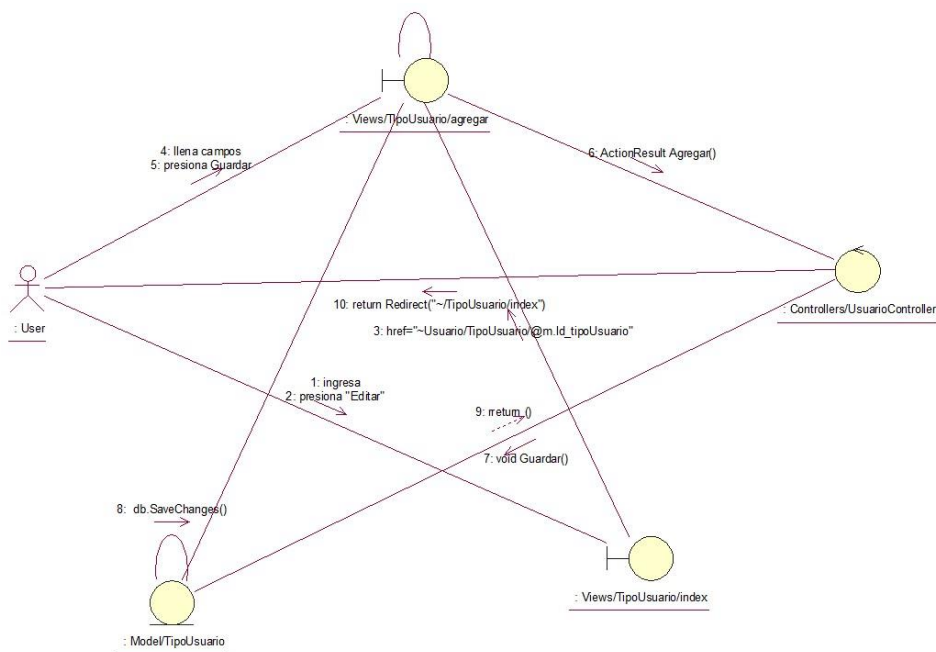 : Views/TipoUsuario/agregar
4: llena campos
5: presiona Guardar
6: ActionResult Agregar()
10: return Redirect("~/TipoUsuario/index")
: Controllers/UsuarioController
: User
3: href="~Usuario/TipoUsuario/@m.Id_tipoUsuario"
1: ingresa
2: presiona "Editar"
9: rreturn ()
7: void Guardar()
8: db.SaveChanges()
: Views/TipoUsuario/index
: Model/TipoUsuario